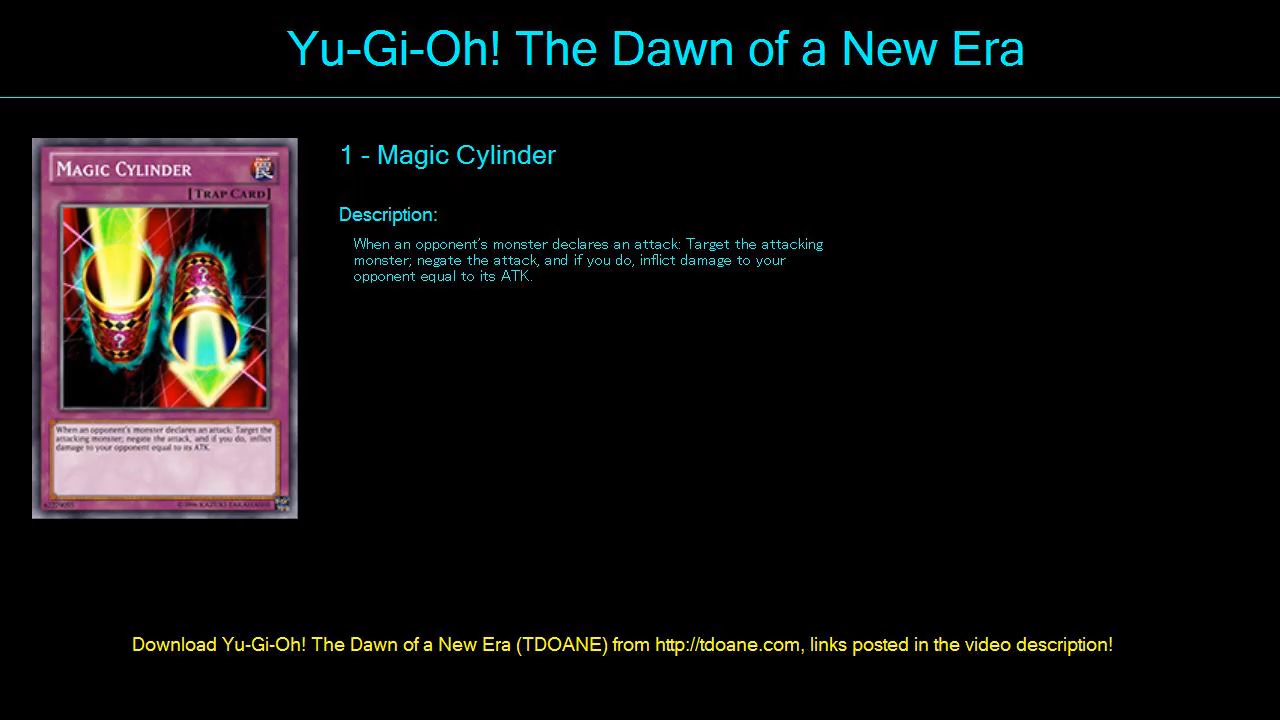 Yu-Gi-Oh! The Dawn of a New Era
MAGIC CYLINDER
罠
[TRAP CARD]
?
?
When an opponent's monster declares an attack: Target the
attacking monster; negate the attack, and if you do, inflict
damage to your opponent equal to its ATK.
©1996 KAZUKI TAKAHASHI
1 - Magic Cylinder
Description:
When an opponent's monster declares an attack: Target the attacking
monster; negate the attack, and if you do, inflict damage to your
opponent equal to its ATK.
Download Yu-Gi-Oh! The Dawn of a New Era (TDOANE) from http://tdoane.com, links posted in the video description!